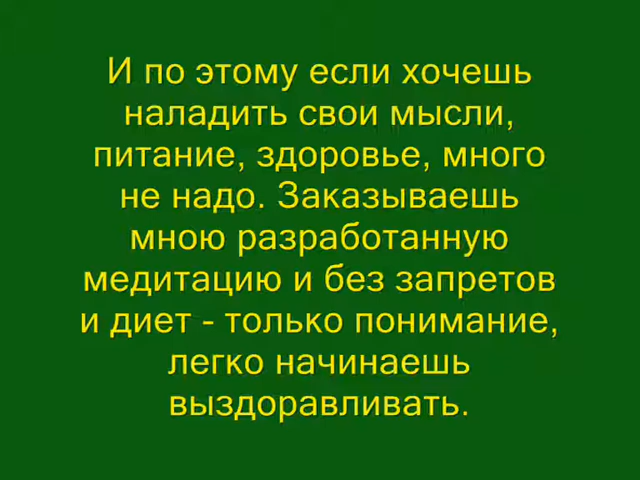 И по этому если хочешь
наладить свои мысли,
питание, здоровье, много
не надо. Заказываешь
мною разработанную
медитацию и без запретов
и диет - только понимание,
легко начинаешь
выздоравливать.